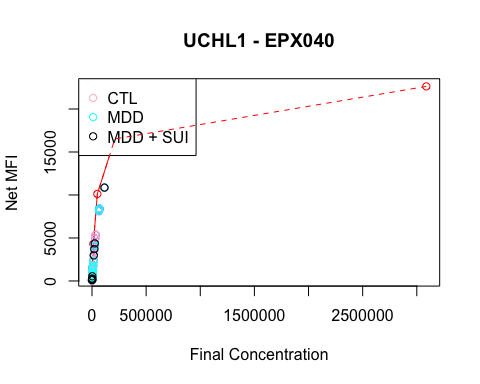 UCHL1 - EPX040
CTL
MDD
MDD + SUI
Net MFI
0
5000
15000
0
500000
1500000
2500000
Final Concentration